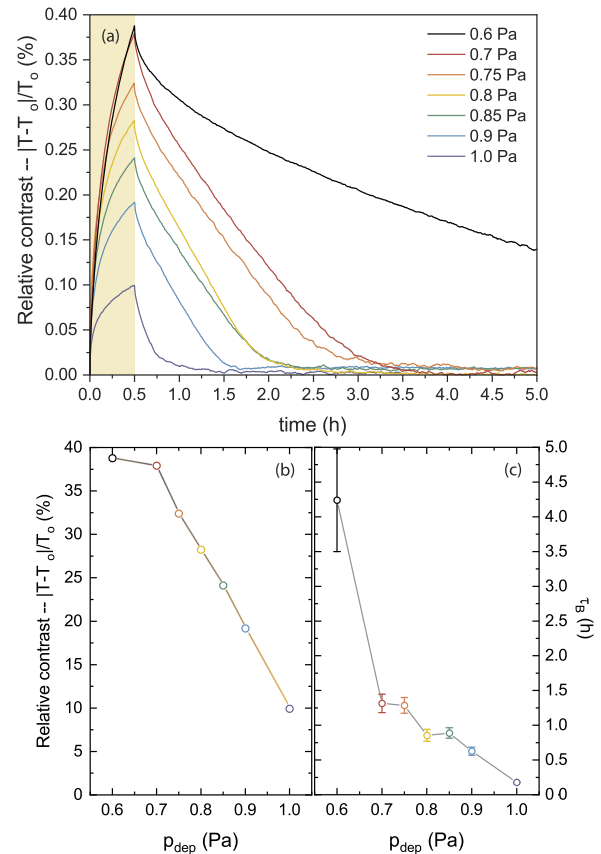 (a)
0.6 Pa
0.7 Pa
0.75 Pa
0.8 Pa
0.85 Pa
0.9 Pa
1.0 Pa
Relative contrast -- |T-T o|/To (%)
0.40
0.35
0.30
0.25
0.20
0.15
0.10
0.05
0.00
0.0 0.5 1.0 1.5 2.0 2.5 3.0 3.5 4.0 4.5 5.0
time (h)
(b)
Relative contrast -- |T-T o|/To (%)
40
35
30
25
20
15
10
5
0
0.6 0.7 0.8 0.9 1.0
pdep (Pa)
(c)
5.0
4.5
4.0
3.5
3.0
2.5
2.0
1.5
1.0
0.5
0.0
τB (h)
0.6 0.7 0.8 0.9 1.0
pdep (Pa)